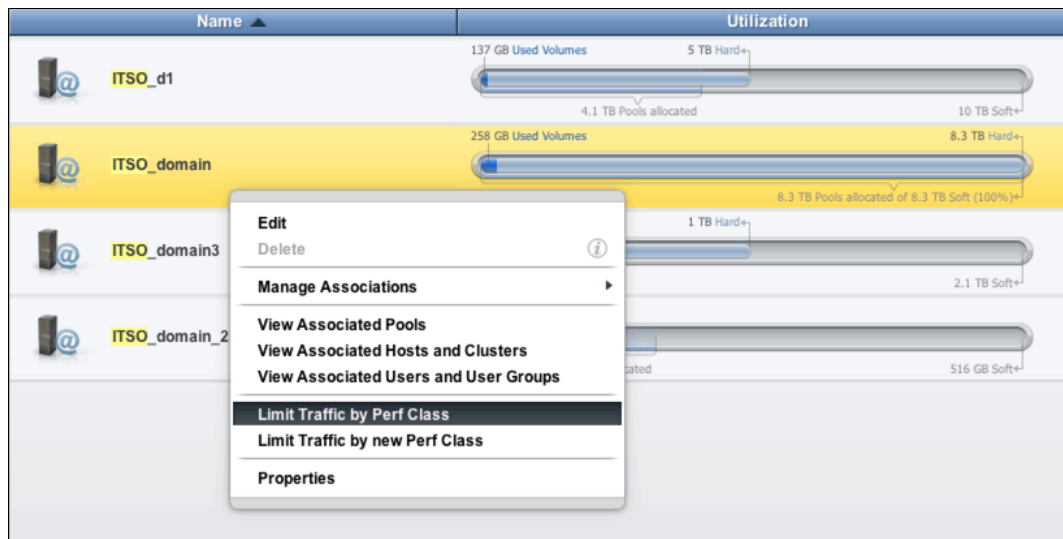 Name Utilization
137 GB Used Volumes 5 TB Hard
ITSO_d1
4.1 TB Pools allocated 10 TB Soft
258 GB Used Volumes 8.3 TB Hard
ITSO_domain
8.3 TB Pools allocated of 8.3 TB Soft (100%)
1 TB Hard
ITSO_domain3
2.1 TB Soft
ITSO_domain_2
516 GB Soft
Edit
Delete
Manage Associations
View Associated Pools
View Associated Hosts and Clusters
View Associated Users and User Groups
Limit Traffic by Perf Class
Limit Traffic by new Perf Class
Properties